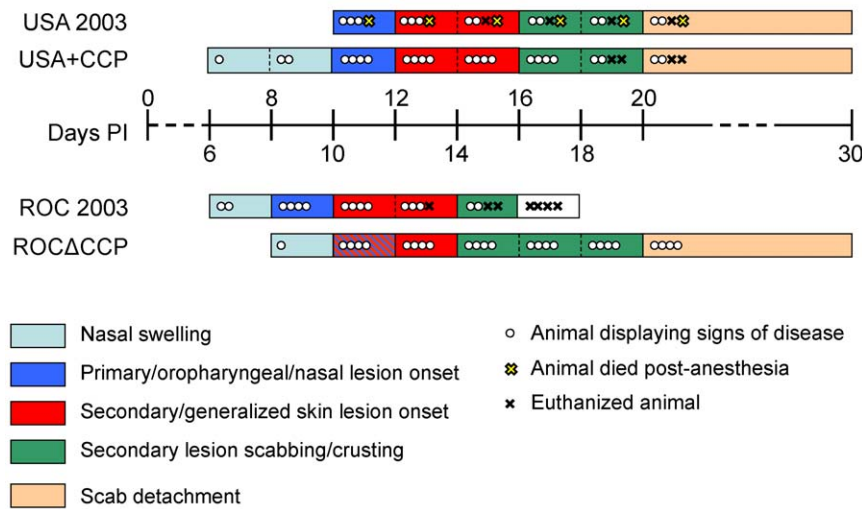 USA 2003
USA+CCP
0 8 12 16 20
Days PI
6 10 14 18 30
ROC 2003
ROCΔCCP
Nasal swelling
Primary/oropharyngeal/nasal lesion onset
Secondary/generalized skin lesion onset
Secondary lesion scabbing/crusting
Scab detachment
Animal displaying signs of disease
Animal died post-anesthesia
Euthanized animal